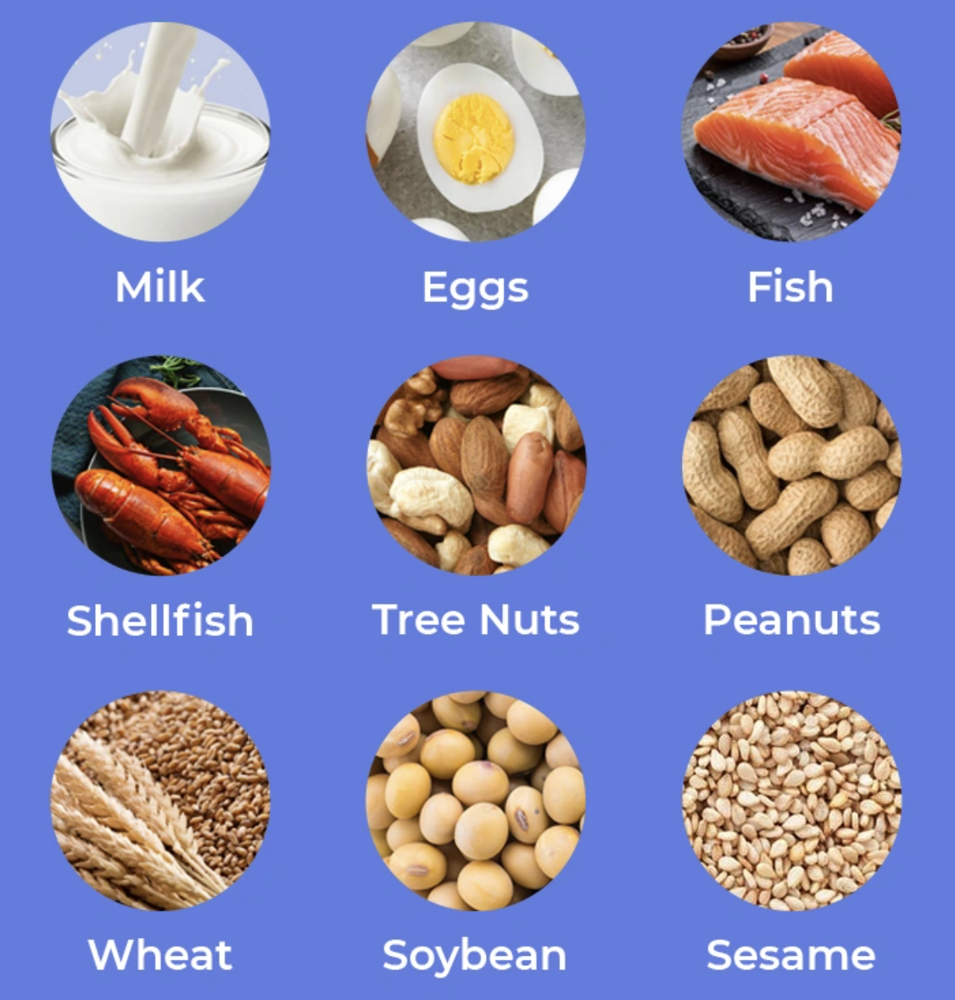 Milk
Eggs
Fish
Shellfish
Tree Nuts
Peanuts
Wheat
Soybean
Sesame